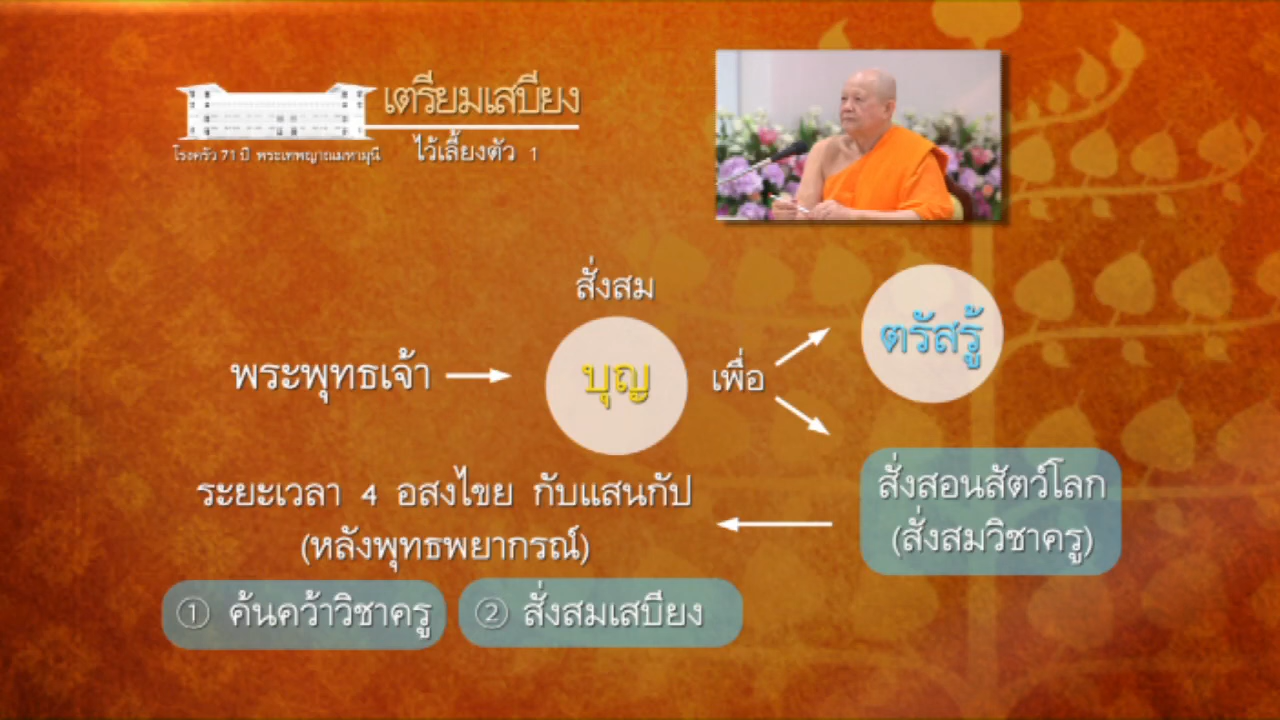 เตรียมเสบียง
โรงครัว 71 ปี พระเทพญาณมหามุนี
ไว้เลี้ยงตัว 1
สั่งสม
พระพุทธเจ้า
บุญ
เพื่อ
ตรัสรู้
สั่งสอนสัตว์โลก
(สั่งสมวิชาครู)
ระยะเวลา 4 อสงไขย กับแสนกัป
(หลังพุทธพยากรณ์)
① ค้นคว้าวิชาครู
② สั่งสมเสบียง